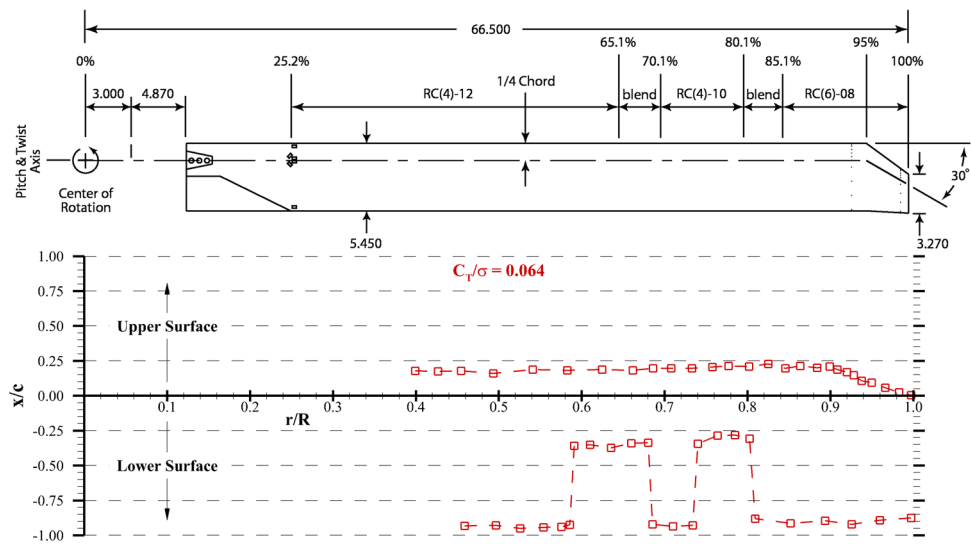 66.500
0%
25.2%
65.1%
70.1%
80.1%
85.1%
95%
100%
3.000
4.870
1/4 Chord
RC(4)-12
blend
RC(4)-10
blend
RC(6)-08
Pitch & Twist
Axis
Center of
Rotation
30°
5.450
3.270
C_T/σ = 0.064
1.00
0.75
0.50
0.25
0.00
-0.25
-0.50
-0.75
-1.00
x/c
Upper Surface
Lower Surface
0.1
0.2
0.3
0.4
0.5
0.6
0.7
0.8
0.9
1.0
r/R